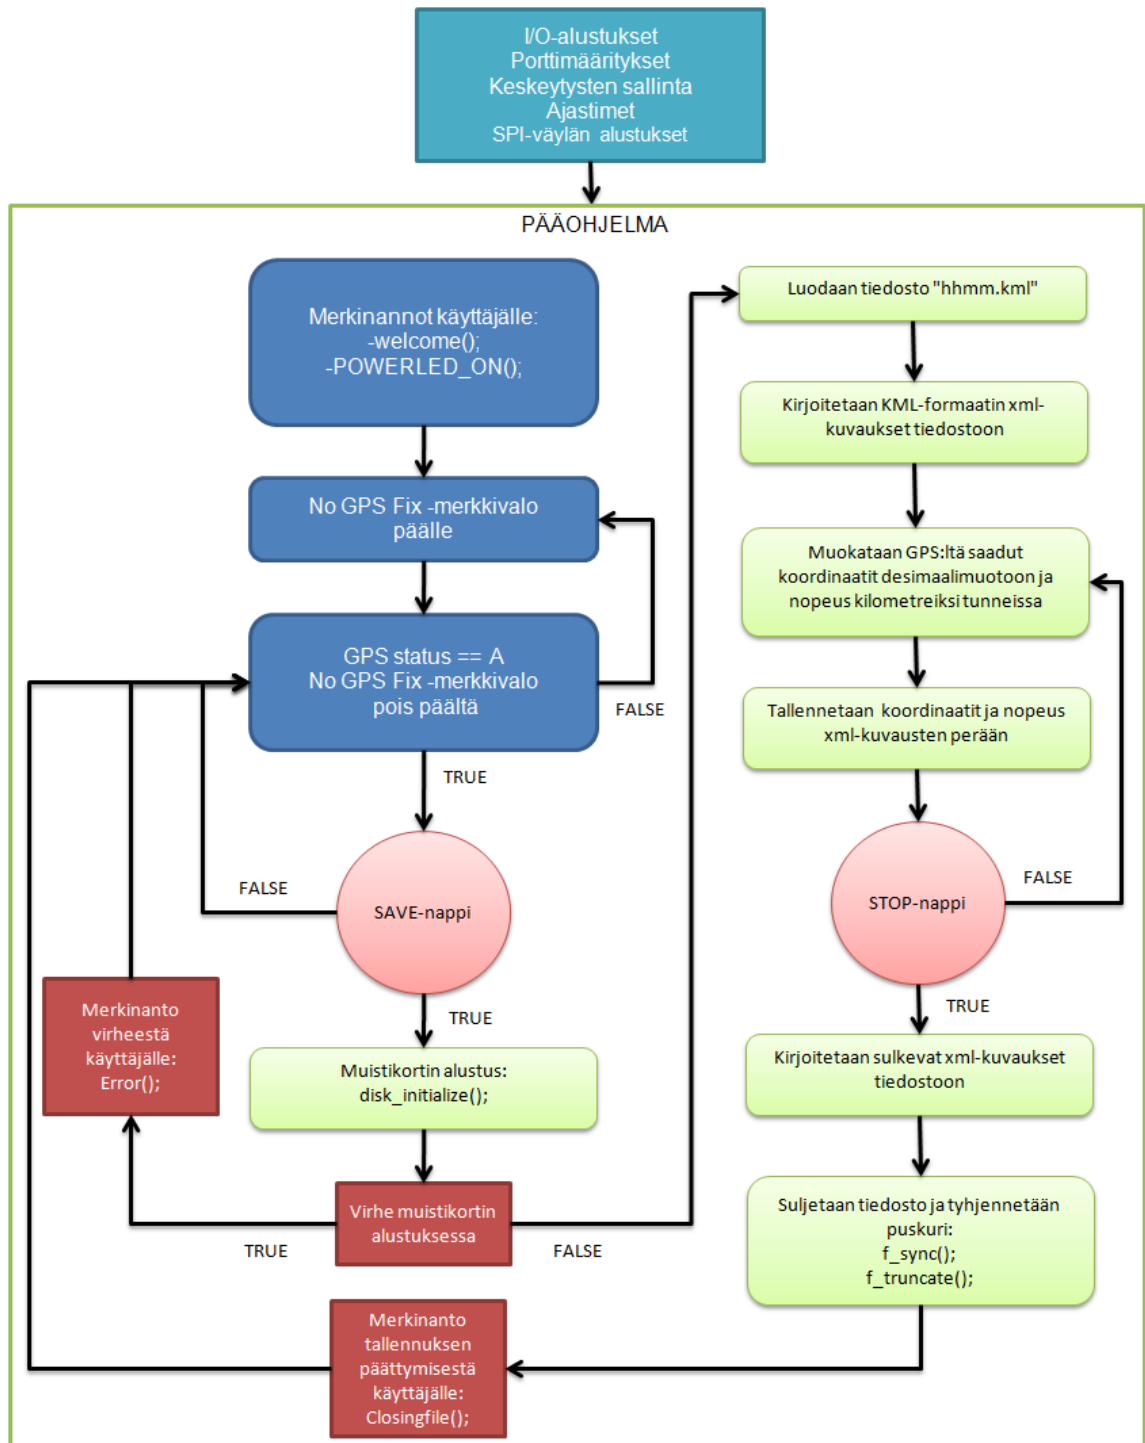 I/O-alustukset
Porttimääritykset
Keskeytysten sallinta
Ajastimet
SPI-väylän alustukset
PÄÄOHJELMA
Merkinannot käyttäjälle:
-welcome();
-POWERLED_ON();
No GPS Fix -merkkivalo
päälle
GPS status == A
No GPS Fix -merkkivalo
pois päältä
FALSE
TRUE
SAVE-nappi
FALSE
TRUE
Muistikortin alustus:
disk_initialize();
Virhe muistikortin
alustuksessa
TRUE
FALSE
Merkinanto
virheestä
käyttäjälle:
Error();
Luodaan tiedosto "hhmm.kml"
Kirjoitetaan KML-formaatin xml-
kuvaukset tiedostoon
Muokataan GPS:ltä saadut
koordinaatit desimaalimuotoon ja
nopeus kilometreiksi tunneissa
Tallennetaan koordinaatit ja nopeus
xml-kuvausten perään
STOP-nappi
FALSE
TRUE
Kirjoitetaan sulkevat xml-kuvaukset
tiedostoon
Suljetaan tiedosto ja tyhjennetään
puskuri:
f_sync();
f_truncate();
Merkinanto
tallennuksen
päättymisestä
käyttäjälle:
Closingfile();